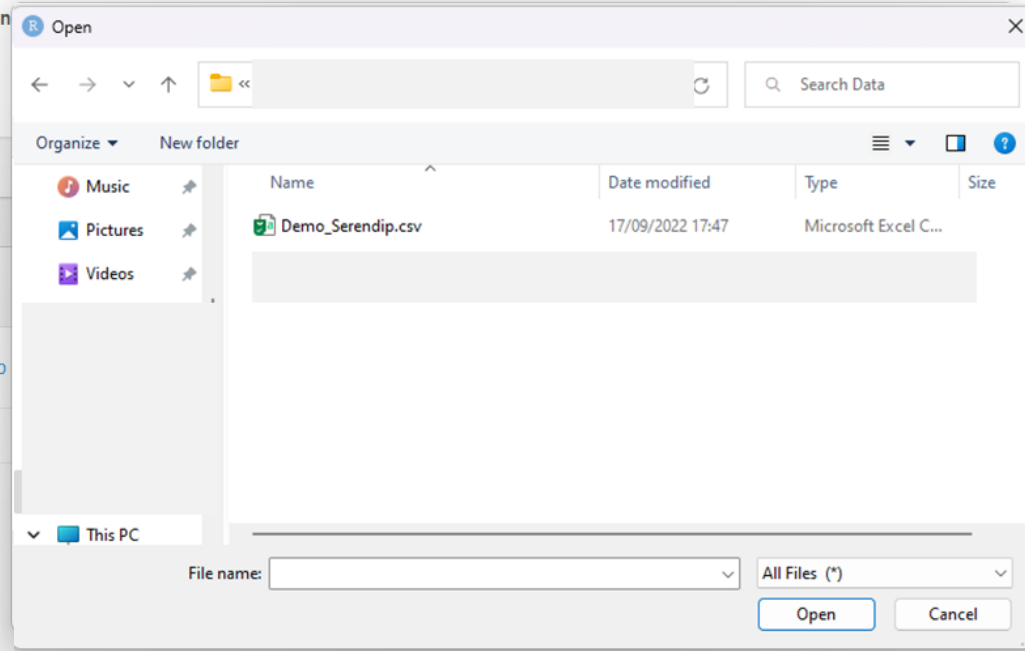 n
R Open
« Search Data
Organize New folder
?
Name Date modified Type Size
Music
Demo_Serendip.csv 17/09/2022 17:47 Microsoft Excel C...
Pictures
Videos
This PC
File name: All Files (*)
Open Cancel